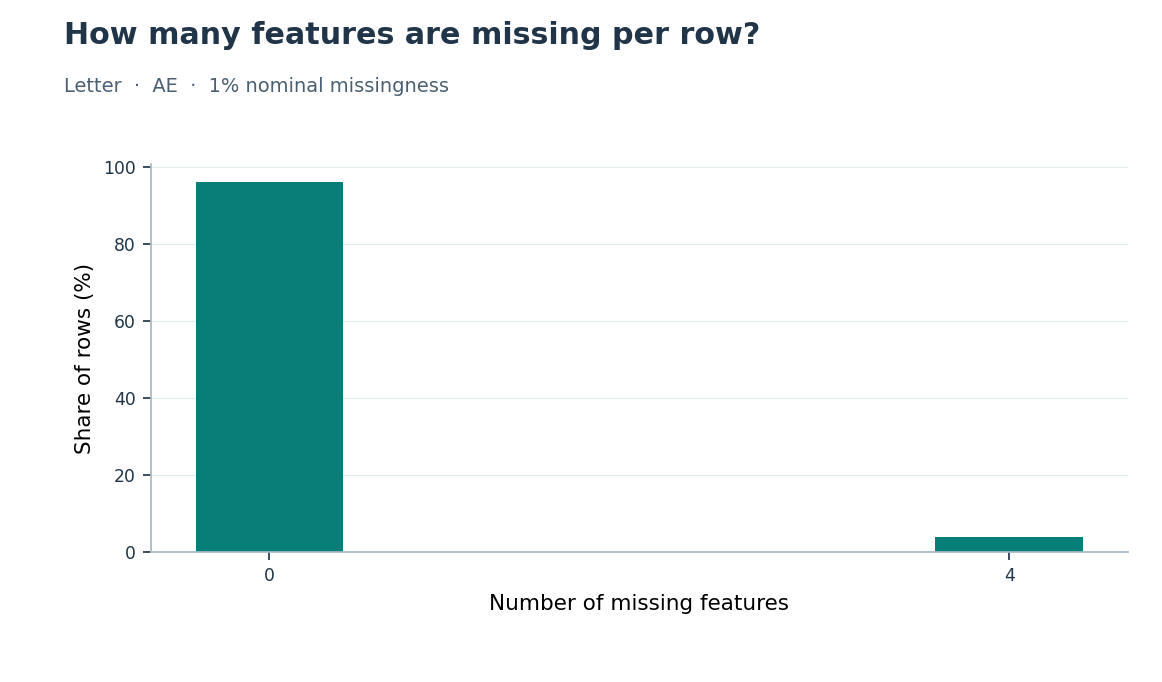 How many features are missing per row?
Letter · AE · 1% nominal missingness
100
80
60
40
20
0
Share of rows (%)
0
4
Number of missing features